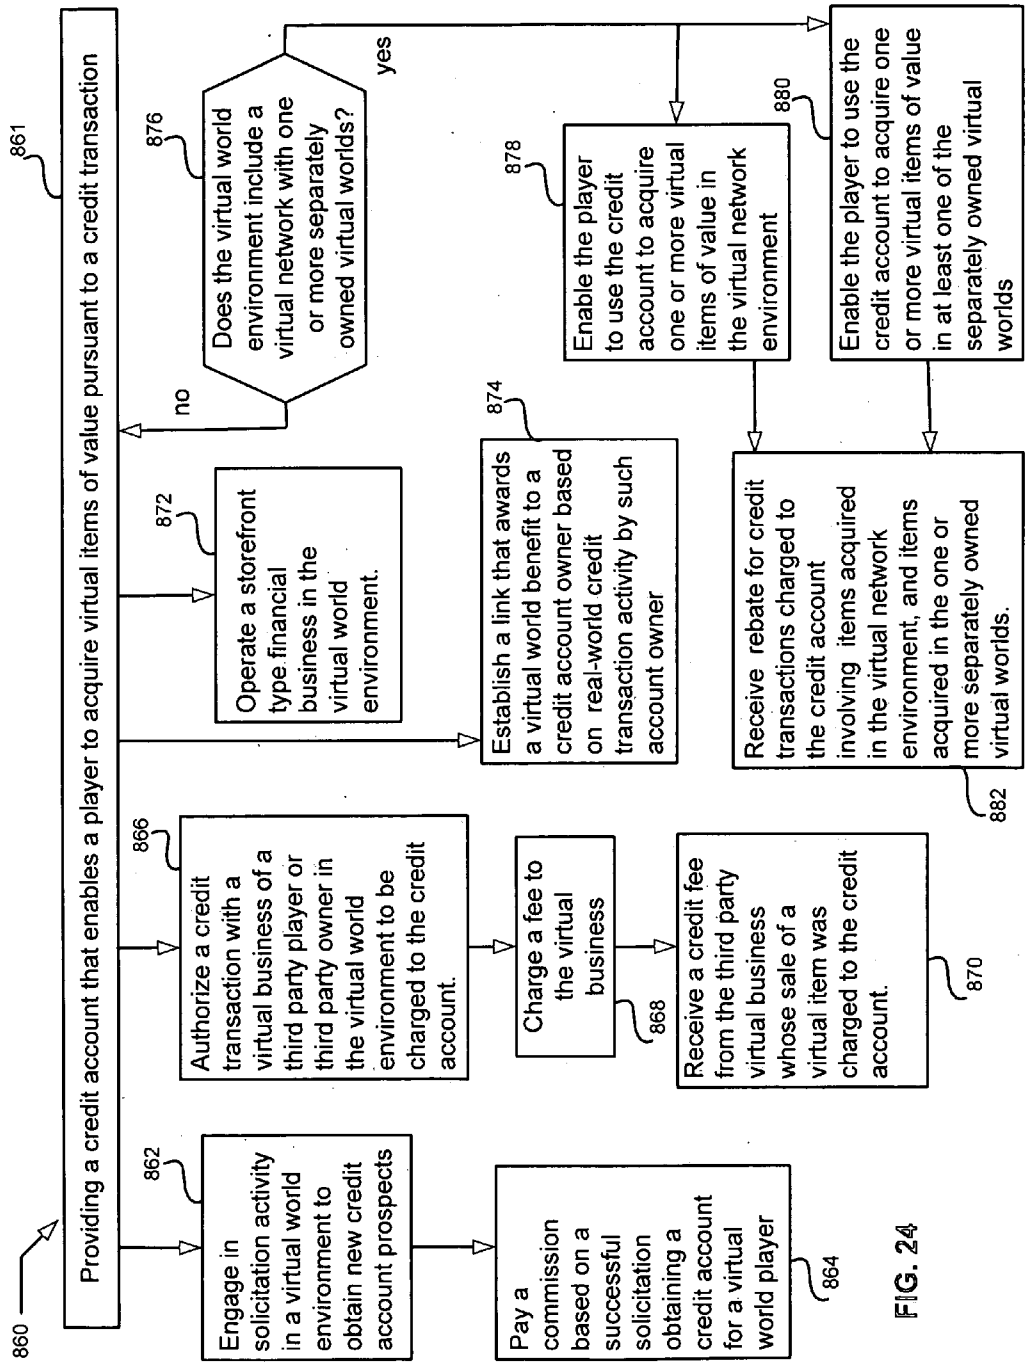 860
861
Providing a credit account that enables a player to acquire virtual items of value pursuant to a credit transaction
862
Engage in
solicitation activity
in a virtual world
environment to
obtain new credit
account prospects
Pay a
commission
based on a
successful
solicitation
obtaining a
credit account
for a virtual
world player
864
866
Authorize a credit
transaction with a
virtual business of a
third party player or
third party owner in
the virtual world
environment to be
charged to the credit
account.
Charge a fee to
the virtual
business
868
Receive a credit fee
from the third party
virtual business
whose sale of a
virtual item was
charged to the credit
account.
870
872
Operate a storefront
type financial
business in the
virtual world
environment.
874
Establish a link that awards
a virtual world benefit to a
credit account owner based
on real-world credit
transaction activity by such
account owner
876
Does the virtual world
environment include a
virtual network with one
or more separately
owned virtual worlds?
no
yes
878
Enable the player
to use the credit
account to acquire
one or more virtual
items of value in
the virtual network
environment
880
Enable the player to use the
credit account to acquire one
or more virtual items of value
in at least one of the
separately owned virtual
worlds
Receive rebate for credit
transactions charged to
the credit account
involving items acquired
in the virtual network
environment, and items
acquired in the one or
more separately owned
virtual worlds.
882
FIG. 24